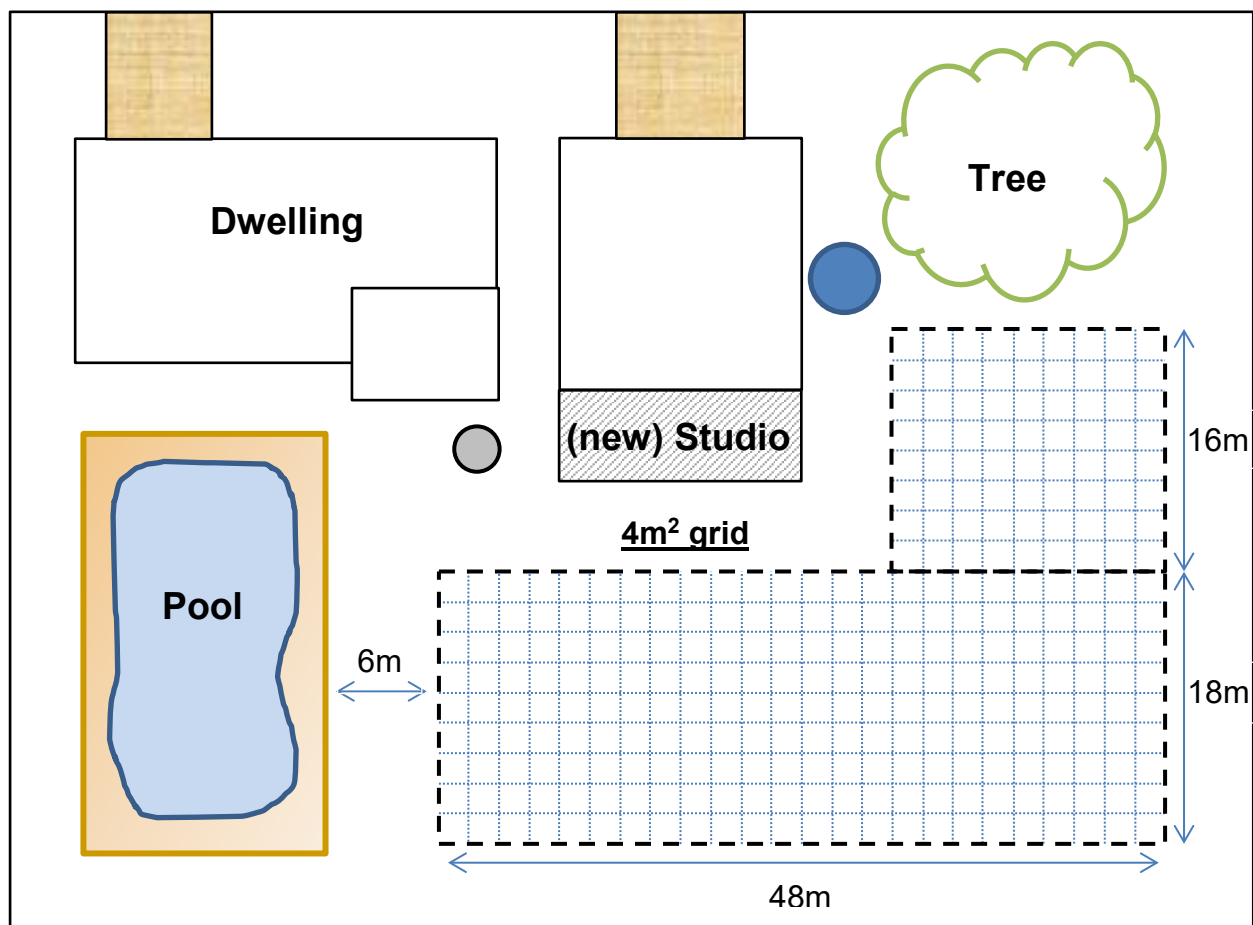 Tree
Dwelling
(new) Studio
16m
4m² grid
Pool
6m
18m
48m